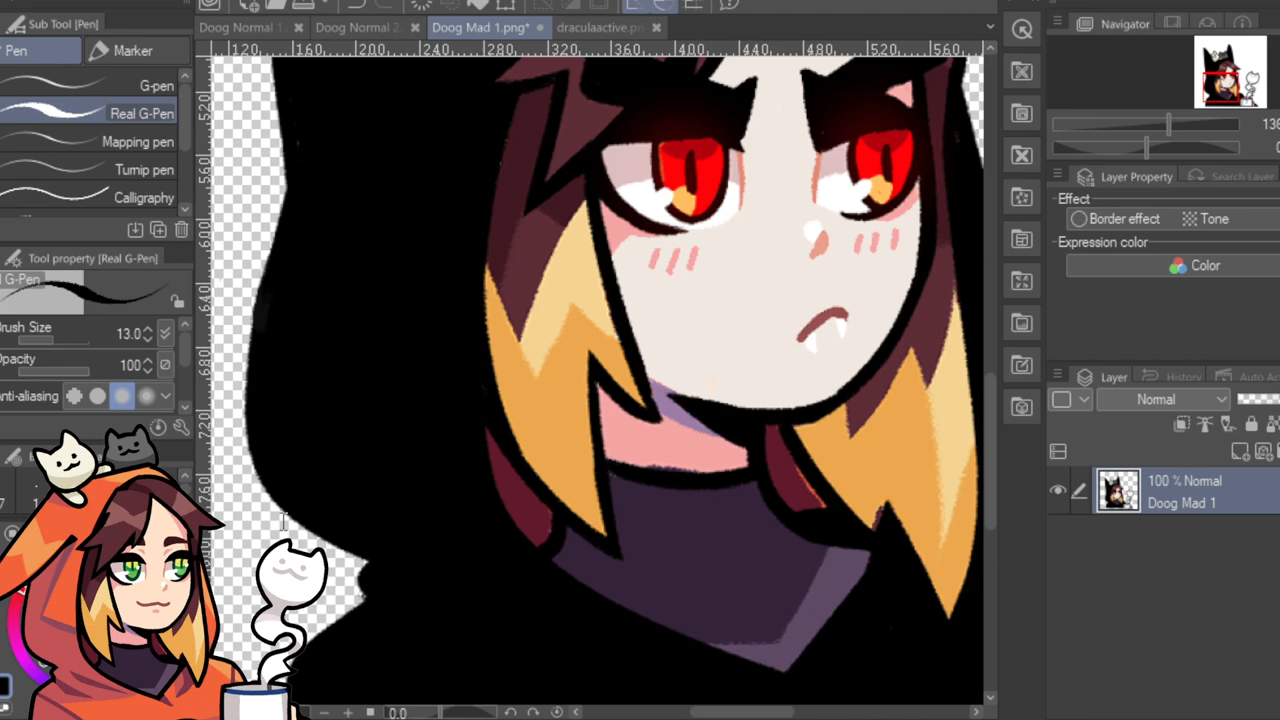 Sub Tool [Pen]
Pen
Marker
G-pen
Real G-Pen
Mapping pen
Turnip pen
Calligraphy
Tool property [Real G-Pen]
G-Pen
Brush Size
13.0
Opacity
100
Anti-aliasing
Doog Normal 1
Doog Normal 2
Doog Mad 1.png*
draculaactive.pn
120 160 200 240 280 320 360 400 440 480 520 560
520
560
600
640
680
720
760
0.0
Navigator
138
Layer Property
Search Layer
Effect
Border effect
Tone
Expression color
Color
Layer
History
Auto Ac
Normal
100 % Normal
Doog Mad 1